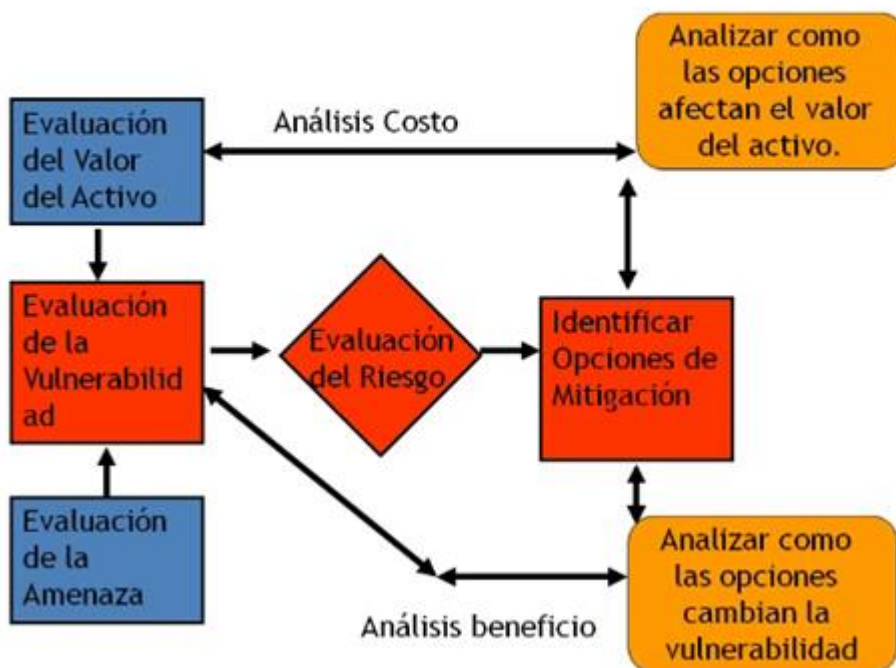 Analizar como
las opciones
afectan el valor
del activo.
Evaluación
del Valor
del Activo
Análisis Costo
Evaluación
de la
Vulnerabilid
ad
Evaluación
del Riesgo
Identificar
Opciones de
Mitigación
Evaluación
de la
Amenaza
Analizar como
las opciones
cambian la
vulnerabilidad
Análisis beneficio